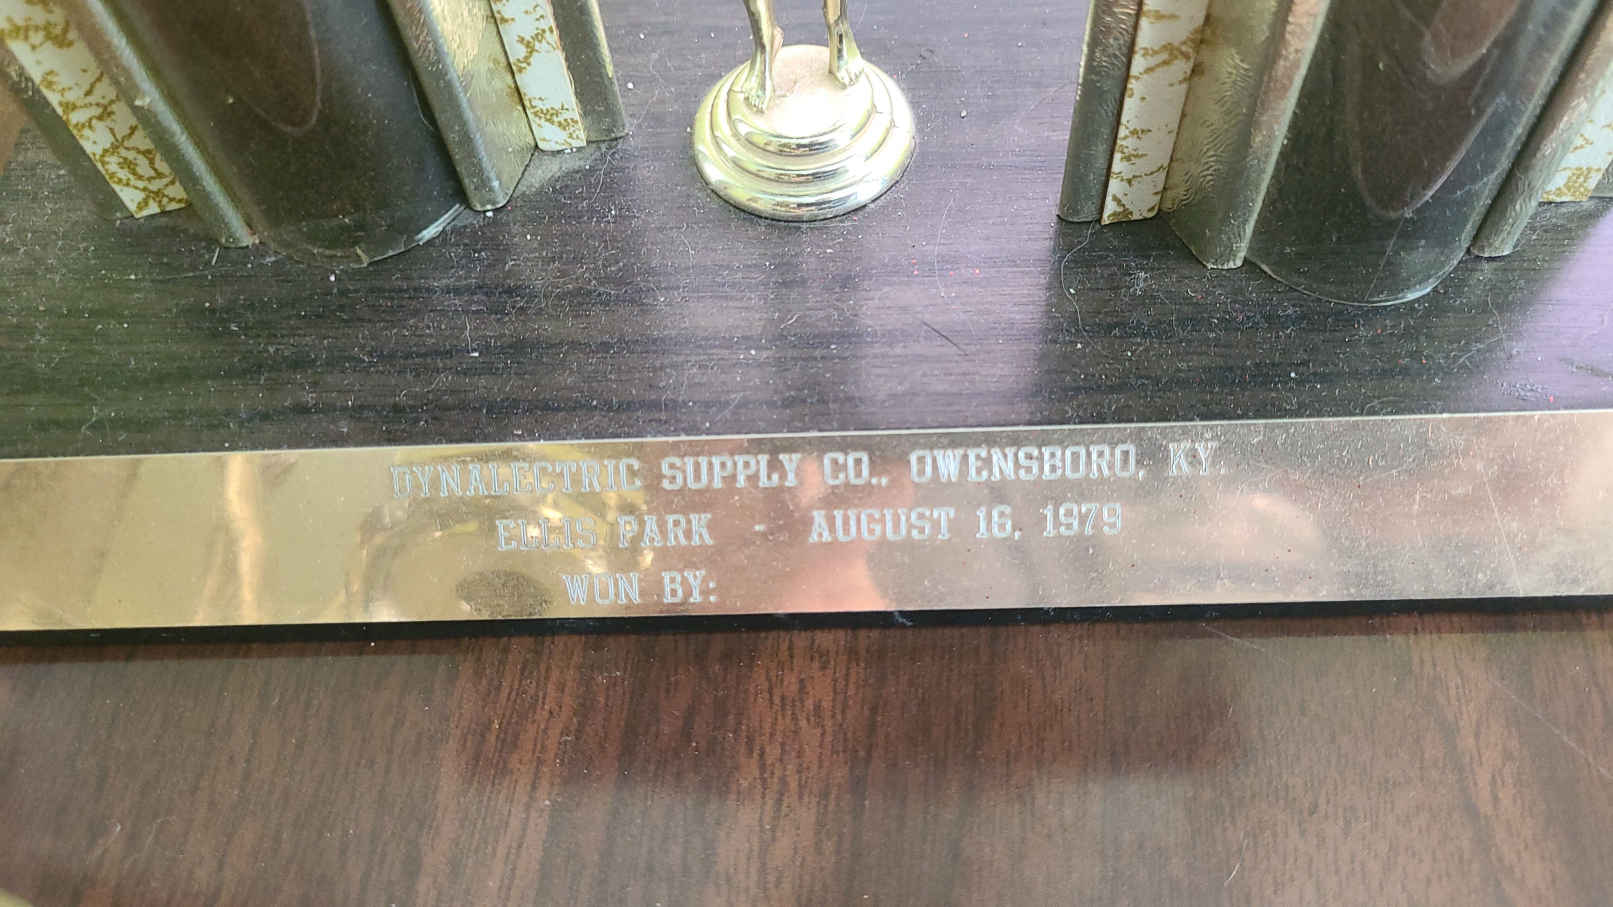 DYNALECTRIC SUPPLY CO., OWENSBORO, KY.
ELLIS PARK - AUGUST 16, 1979
WON BY: